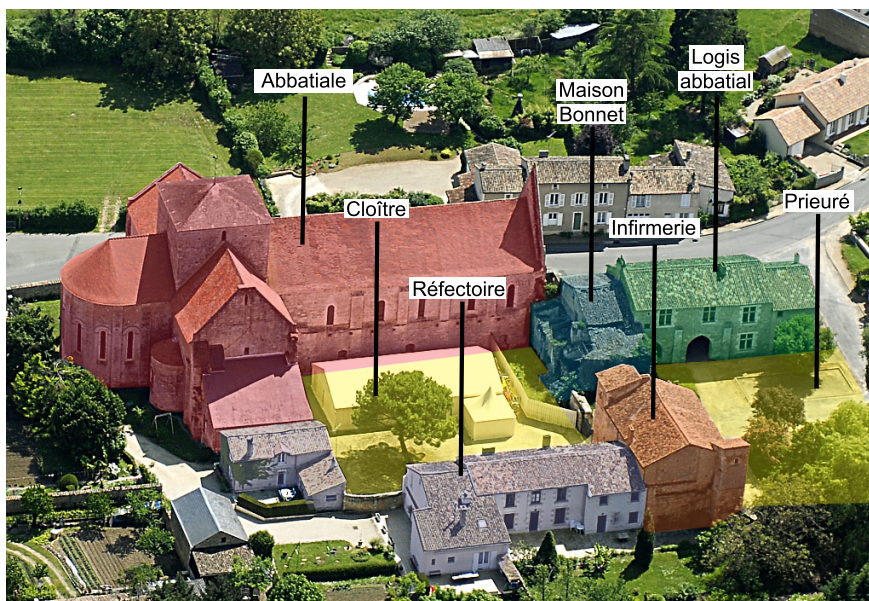 Abbatiale
Logis
abbatial
Maison
Bonnet
Cloître
Prieuré
Infirmerie
Réfectoire